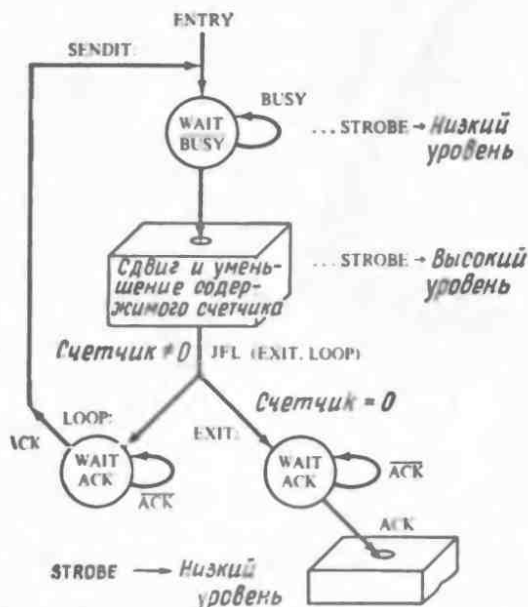 ENTRY
SENDIT:
BUSY
WAIT
BUSY
...STROBE → Низкий
уровень
Сдвиг и умень-
шение содер-
жимого счетчика
...STROBE → Высокий
уровень
Счетчик ≠ 0 JFL (EXIT. LOOP)
Счетчик = 0
LOOP:
EXIT:
ACK
WAIT
ACK
ACK
WAIT
ACK
ACK
ACK
STROBE → Низкий
уровень